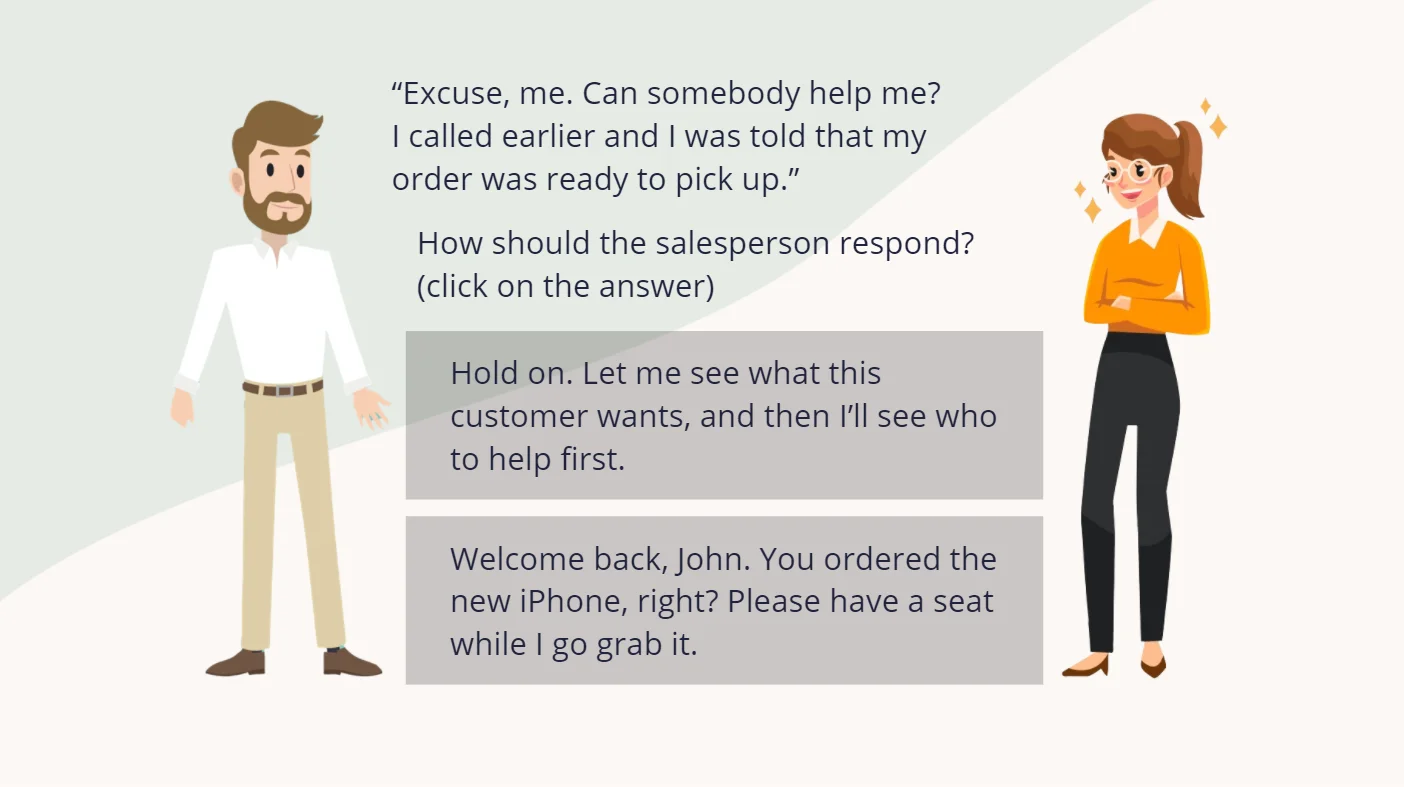 “Excuse, me. Can somebody help me?
I called earlier and I was told that my
order was ready to pick up.”
How should the salesperson respond?
(click on the answer)
Hold on. Let me see what this
customer wants, and then I’ll see who
to help first.
Welcome back, John. You ordered the
new iPhone, right? Please have a seat
while I go grab it.